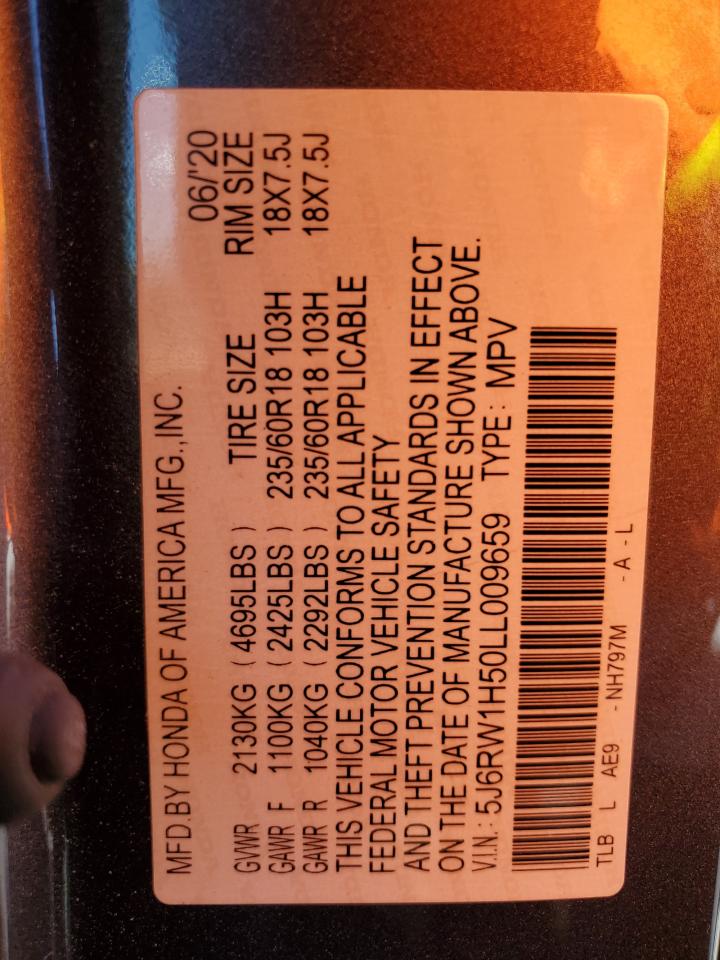 MFD.BY HONDA OF AMERICA MFG.,INC.
06/'20
GVWR 2130KG ( 4695LBS ) TIRE SIZE RIM SIZE
GAWR F 1100KG ( 2425LBS ) 235/60R18 103H 18X7.5J
GAWR R 1040KG ( 2292LBS ) 235/60R18 103H 18X7.5J
THIS VEHICLE CONFORMS TO ALL APPLICABLE
FEDERAL MOTOR VEHICLE SAFETY
AND THEFT PREVENTION STANDARDS IN EFFECT
ON THE DATE OF MANUFACTURE SHOWN ABOVE.
V.I.N.: 5J6RW1H50LL009659 TYPE: MPV
TLB L AE9 - NH797M - A - L